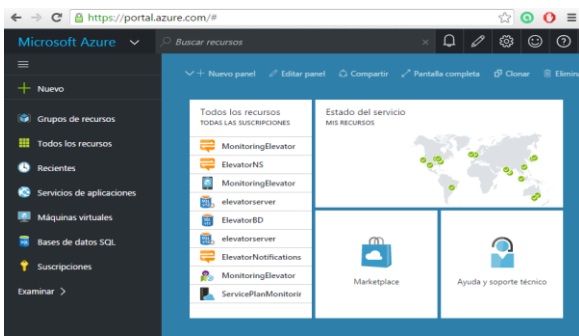 https://portal.azure.com/#
Microsoft Azure
Buscar recursos
Nuevo panel
Editar panel
Compartir
Pantalla completa
Clonar
Elimina
Nuevo
Grupos de recursos
Todos los recursos
Recientes
Servicios de aplicaciones
Máquinas virtuales
Bases de datos SQL
Suscripciones
Examinar >
Todos los recursos
TODAS LAS SUSCRIPCIONES
MonitoringElevator
ElevatorNS
MonitoringElevator
elevatorserver
ElevatorBD
elevatorserver
ElevatorNotifications
MonitoringElevator
ServicePlanMonitorir
Estado del servicio
MIS RECURSOS
Marketplace
Ayuda y soporte técnico